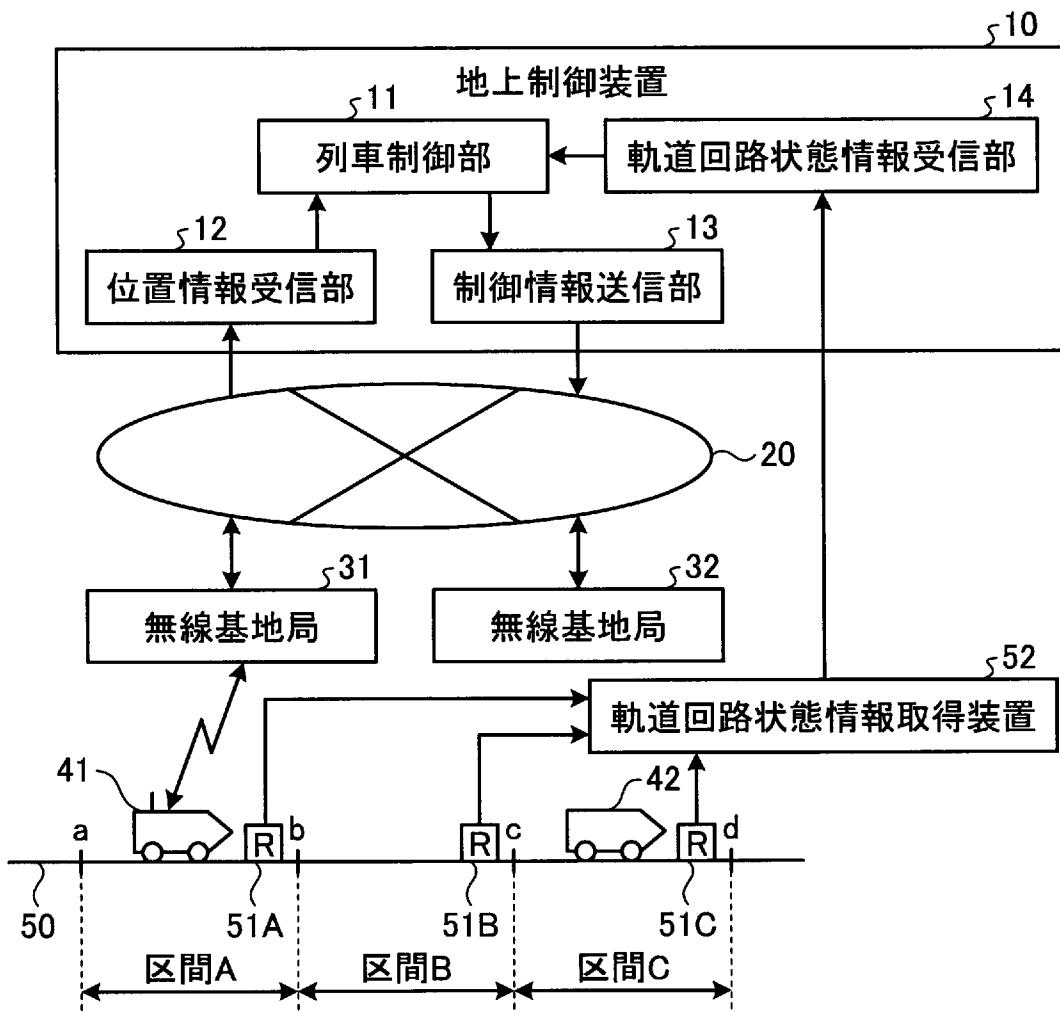 10
地上制御装置
11
14
列車制御部
軌道回路状態情報受信部
12
13
位置情報受信部
制御情報送信部
20
31
32
無線基地局
無線基地局
52
軌道回路状態情報取得装置
41
42
a
R
b
R
c
R
d
50
51A
51B
51C
区間A
区間B
区間C